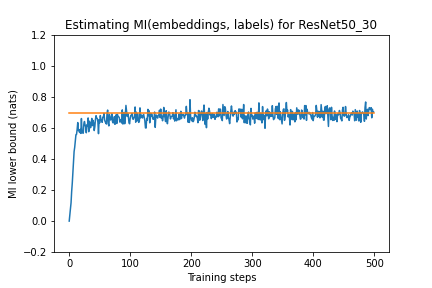 Estimating MI(embeddings, labels) for ResNet50_30
MI lower bound (nats)
1.2
1.0
0.8
0.6
0.4
0.2
0.0
−0.2
0 100 200 300 400 500
Training steps